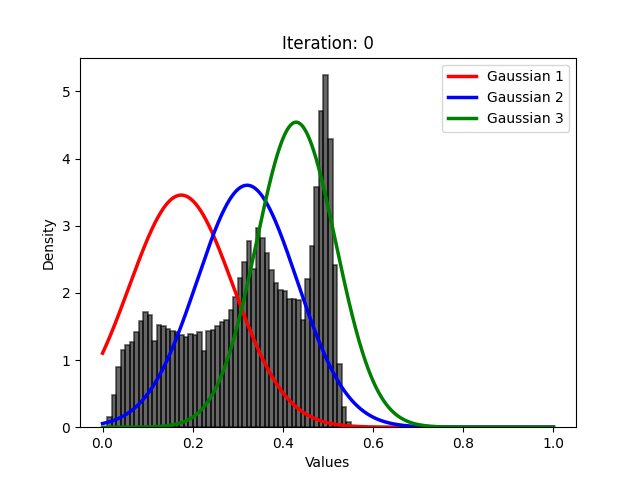 Iteration: 0
Gaussian 1
Gaussian 2
Gaussian 3
Density
5
4
3
2
1
0
0.0 0.2 0.4 0.6 0.8 1.0
Values